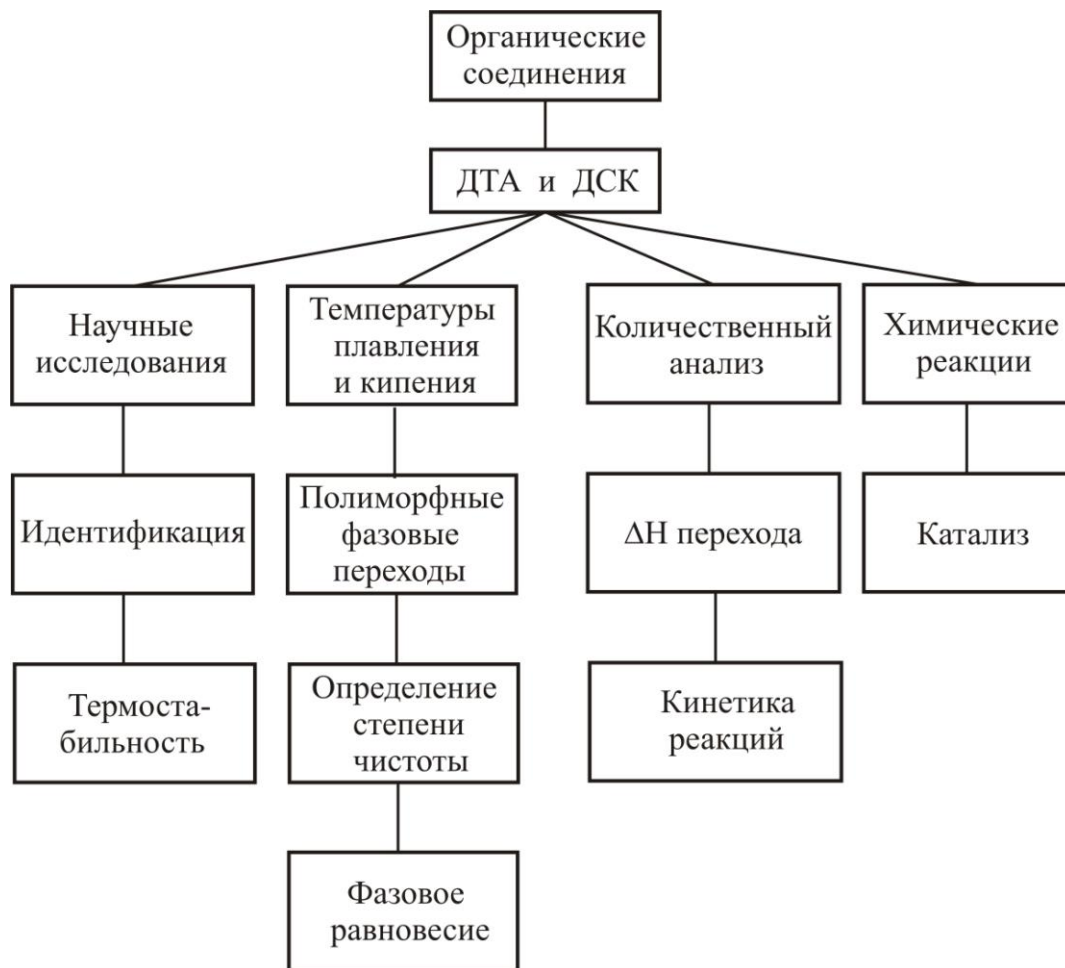 Органические
соединения
ДТА и ДСК
Научные
исследования
Температуры
плавления
и кипения
Количественный
анализ
Химические
реакции
Идентификация
Полиморфные
фазовые
переходы
ΔH перехода
Катализ
Термоста-
бильность
Определение
степени
чистоты
Кинетика
реакций
Фазовое
равновесие